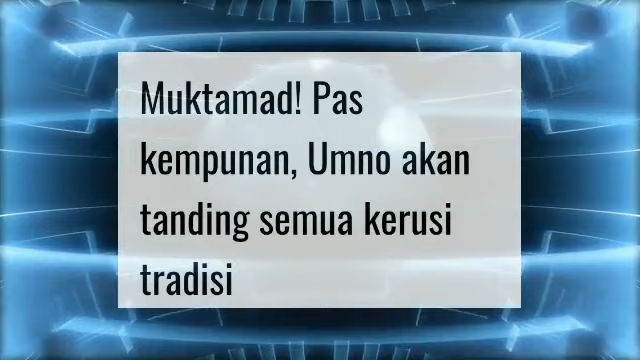 Muktamad! Pas
kempunan, Umno akan
tanding semua kerusi
tradisi